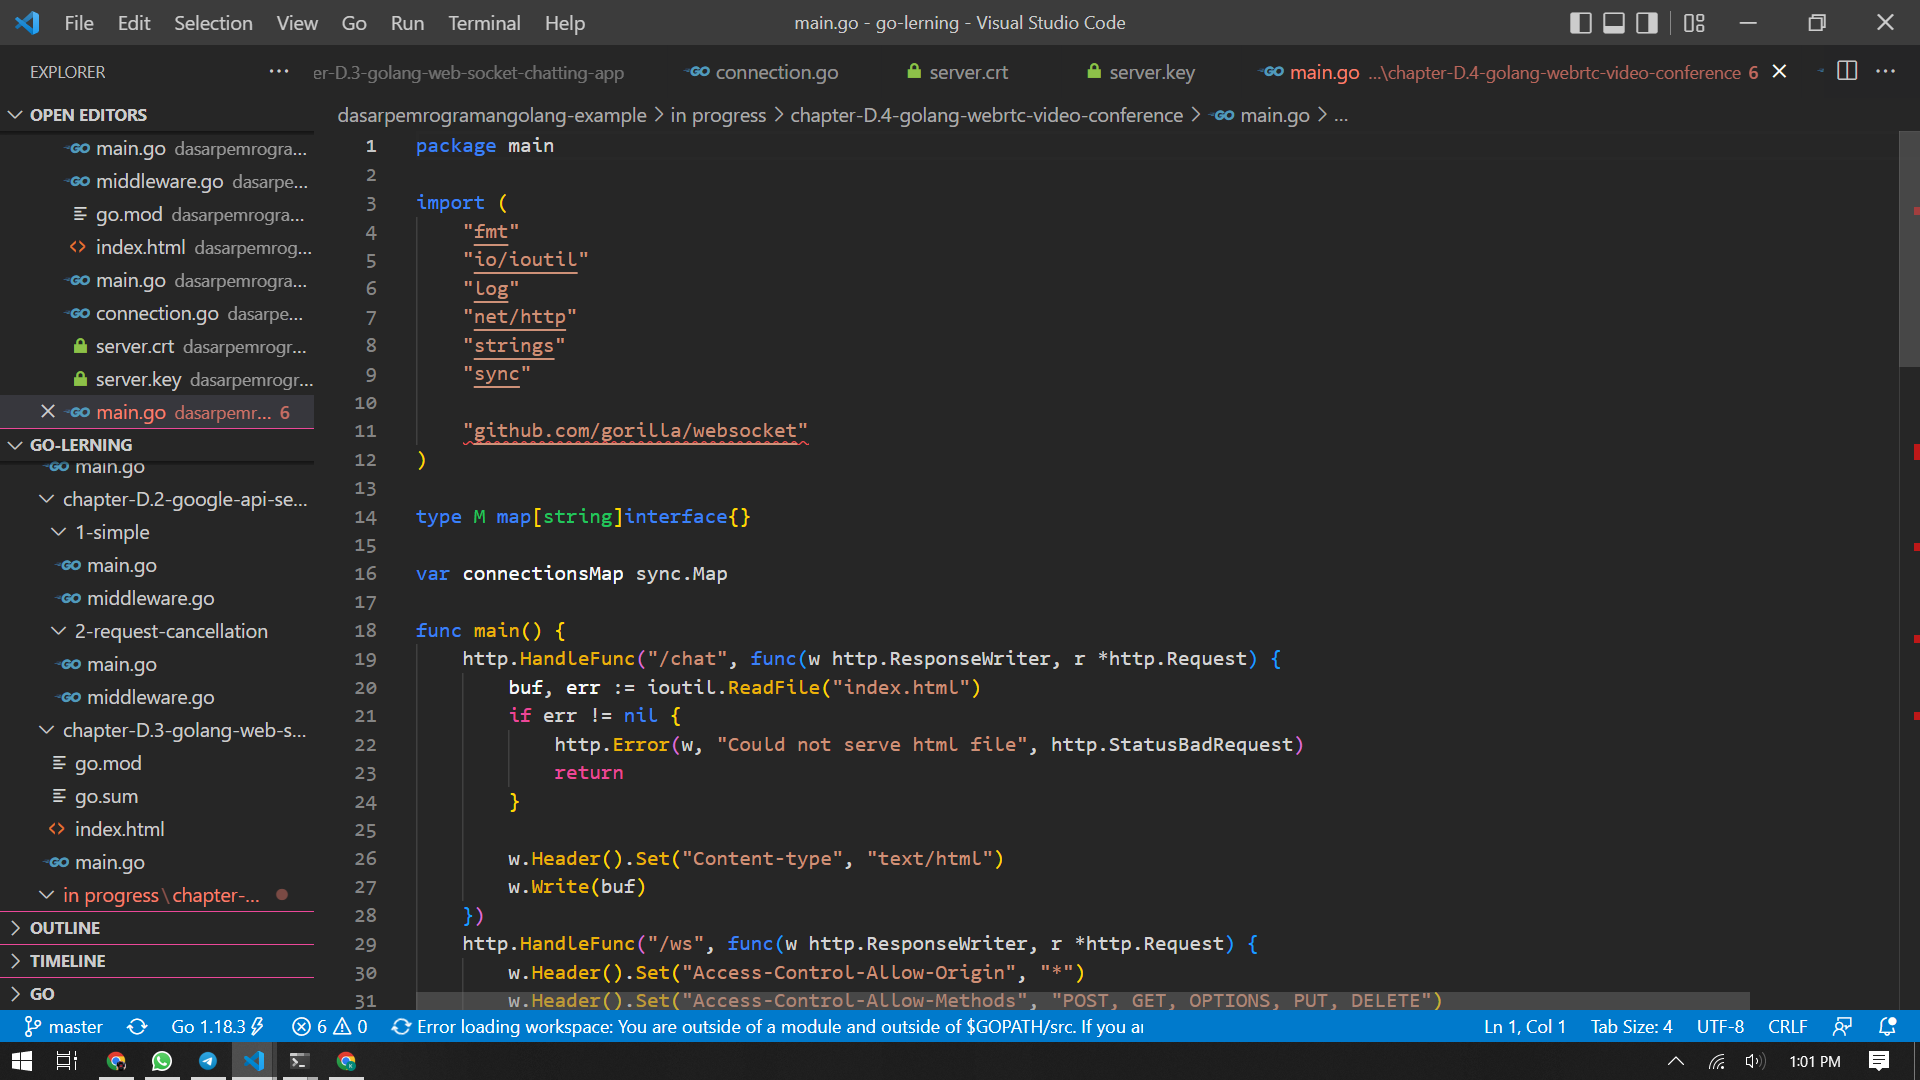 File Edit Selection View Go Run Terminal Help main.go - go-lerning - Visual Studio Code
EXPLORER
er-D.3-golang-web-socket-chatting-app connection.go server.crt server.key main.go ...\chapter-D.4-golang-webrtc-video-conference 6
OPEN EDITORS
main.go dasarpemrogra...
middleware.go dasarpe...
go.mod dasarpemrogra...
index.html dasarpemrog...
main.go dasarpemrogra...
connection.go dasarpe...
server.crt dasarpemrogr...
server.key dasarpemrogr...
main.go dasarpemr... 6
GO-LERNING
main.go
chapter-D.2-google-api-se...
1-simple
main.go
middleware.go
2-request-cancellation
main.go
middleware.go
chapter-D.3-golang-web-s...
go.mod
go.sum
index.html
main.go
in progress\chapter-...
OUTLINE
TIMELINE
GO
dasarpemrogramangolang-example > in progress > chapter-D.4-golang-webrtc-video-conference > main.go > ...
1 package main
2
3 import (
4 "fmt"
5 "io/ioutil"
6 "log"
7 "net/http"
8 "strings"
9 "sync"
10
11 "github.com/gorilla/websocket"
12 )
13
14 type M map[string]interface{}
15
16 var connectionsMap sync.Map
17
18 func main() {
19 http.HandleFunc("/chat", func(w http.ResponseWriter, r *http.Request) {
20 buf, err := ioutil.ReadFile("index.html")
21 if err != nil {
22 http.Error(w, "Could not serve html file", http.StatusBadRequest)
23 return
24 }
25
26 w.Header().Set("Content-type", "text/html")
27 w.Write(buf)
28 })
29 http.HandleFunc("/ws", func(w http.ResponseWriter, r *http.Request) {
30 w.Header().Set("Access-Control-Allow-Origin", "*")
31 w.Header().Set("Access-Control-Allow-Methods", "POST, GET, OPTIONS, PUT, DELETE")
master Go 1.18.3 6 0 Error loading workspace: You are outside of a module and outside of $GOPATH/src. If you ar Ln 1, Col 1 Tab Size: 4 UTF-8 CRLF
1:01 PM